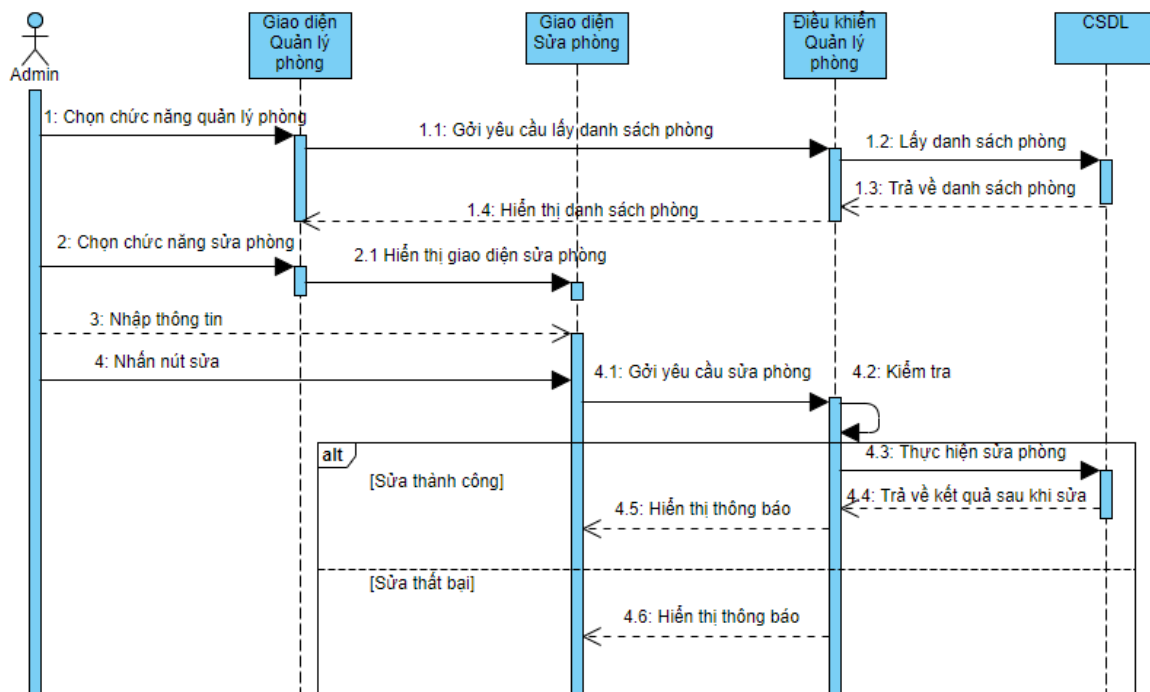 Admin
Giao diện
Quản lý
phòng
Giao diện
Sửa phòng
Điều khiển
Quản lý
phòng
CSDL
1: Chọn chức năng quản lý phòng
1.1: Gởi yêu cầu lấy danh sách phòng
1.2: Lấy danh sách phòng
1.3: Trả về danh sách phòng
1.4: Hiển thị danh sách phòng
2: Chọn chức năng sửa phòng
2.1 Hiển thị giao diện sửa phòng
3: Nhập thông tin
4: Nhấn nút sửa
4.1: Gởi yêu cầu sửa phòng
4.2: Kiểm tra
alt
4.3: Thực hiện sửa phòng
[Sửa thành công]
4.4: Trả về kết quả sau khi sửa
4.5: Hiển thị thông báo
[Sửa thất bại]
4.6: Hiển thị thông báo